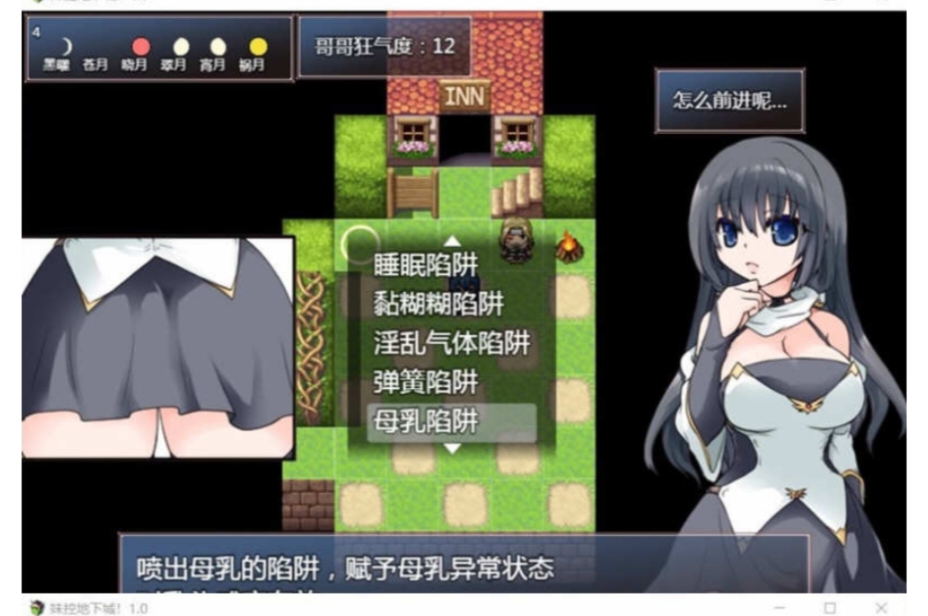 4
黑曜 苍月 晓月 翠月 宵月 祸月
哥哥狂气度：12
INN
怎么前进呢...
睡眠陷阱
黏糊糊陷阱
淫乱气体陷阱
弹簧陷阱
母乳陷阱
喷出母乳的陷阱，赋予母乳异常状态
妹控地下城！1.0